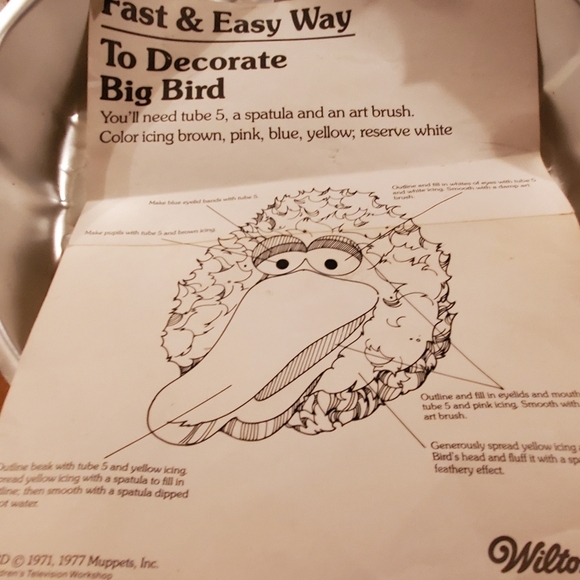 Fast & Easy Way
To Decorate
Big Bird
You'll need tube 5, a spatula and an art brush.
Color icing brown, pink, blue, yellow; reserve white
Outline and fill in whites of eyes with tube 5
and white icing. Smooth with a damp art
brush.
Make blue eyelid bands with tube 5.
Make pupils with tube 5 and brown icing.
Outline and fill in eyelids and mouth
tube 5 and pink icing. Smooth with
art brush.
Generously spread yellow icing
Bird's head and fluff it with a
feathery effect.
Outline beak with tube 5 and yellow icing.
yellow icing with a spatula to fill in
then smooth with a spatula dipped
water.
© 1971, 1977 Muppets, Inc.
Television Workshop
Wilto